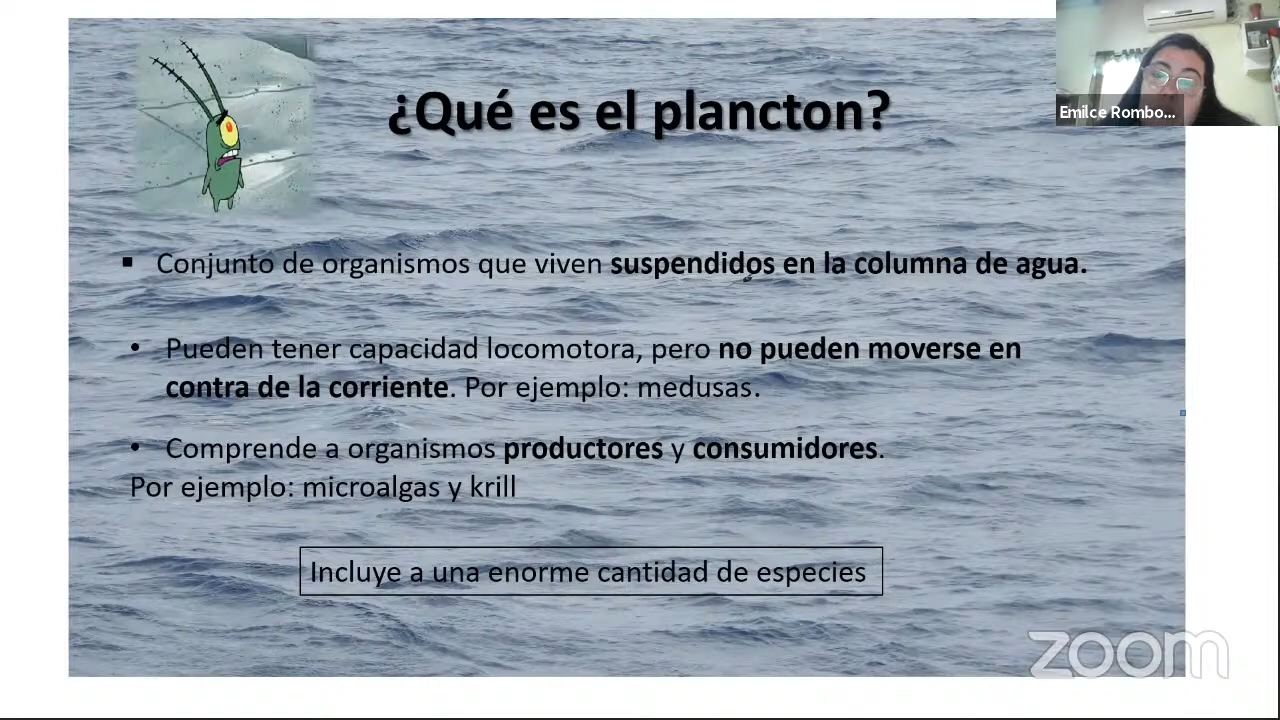 ¿Qué es el plancton?
Emilce Rombo...
▪ Conjunto de organismos que viven suspendidos en la columna de agua.
• Pueden tener capacidad locomotora, pero no pueden moverse en
contra de la corriente. Por ejemplo: medusas.
• Comprende a organismos productores y consumidores.
Por ejemplo: microalgas y krill
Incluye a una enorme cantidad de especies
zoom